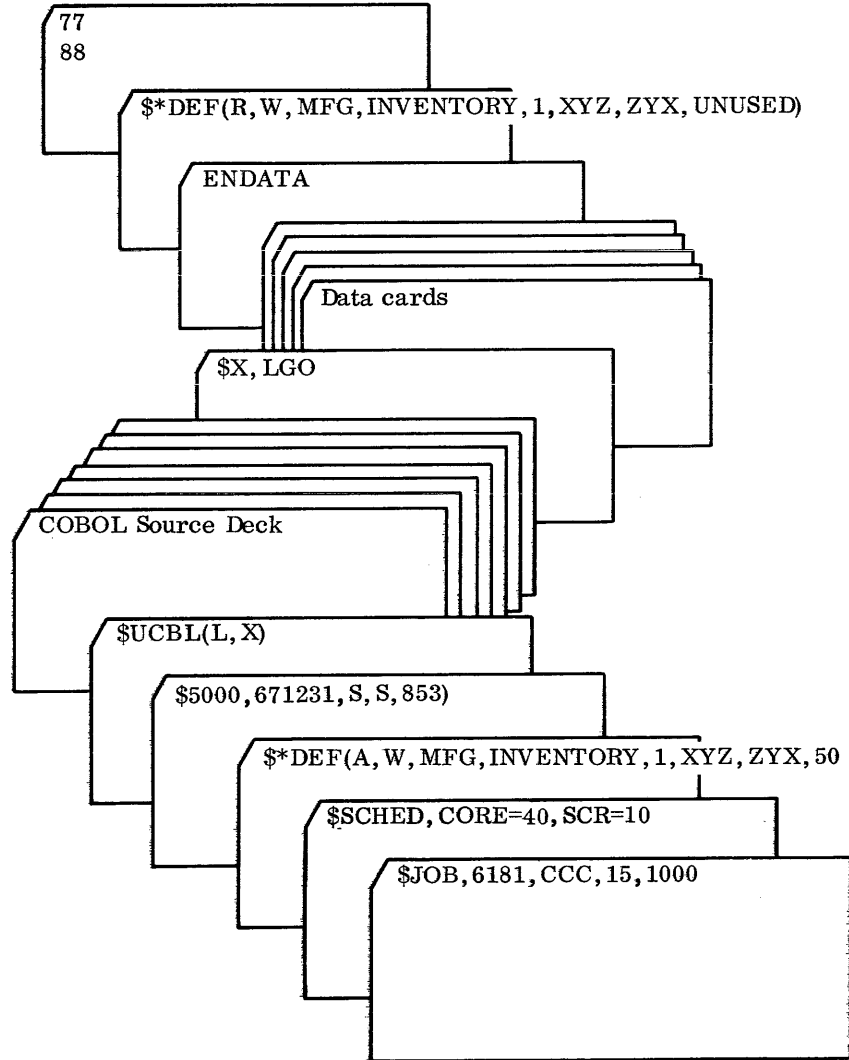 77
88
$*DEF(R, W, MFG, INVENTORY, 1, XYZ, ZYX, UNUSED)
ENDATA
Data cards
$X, LGO
COBOL Source Deck
$UCBL(L, X)
$5000, 671231, S, S, 853)
$*DEF(A, W, MFG, INVENTORY, 1, XYZ, ZYX, 50
$SCHED, CORE=40, SCR=10
$JOB, 6181, CCC, 15, 1000